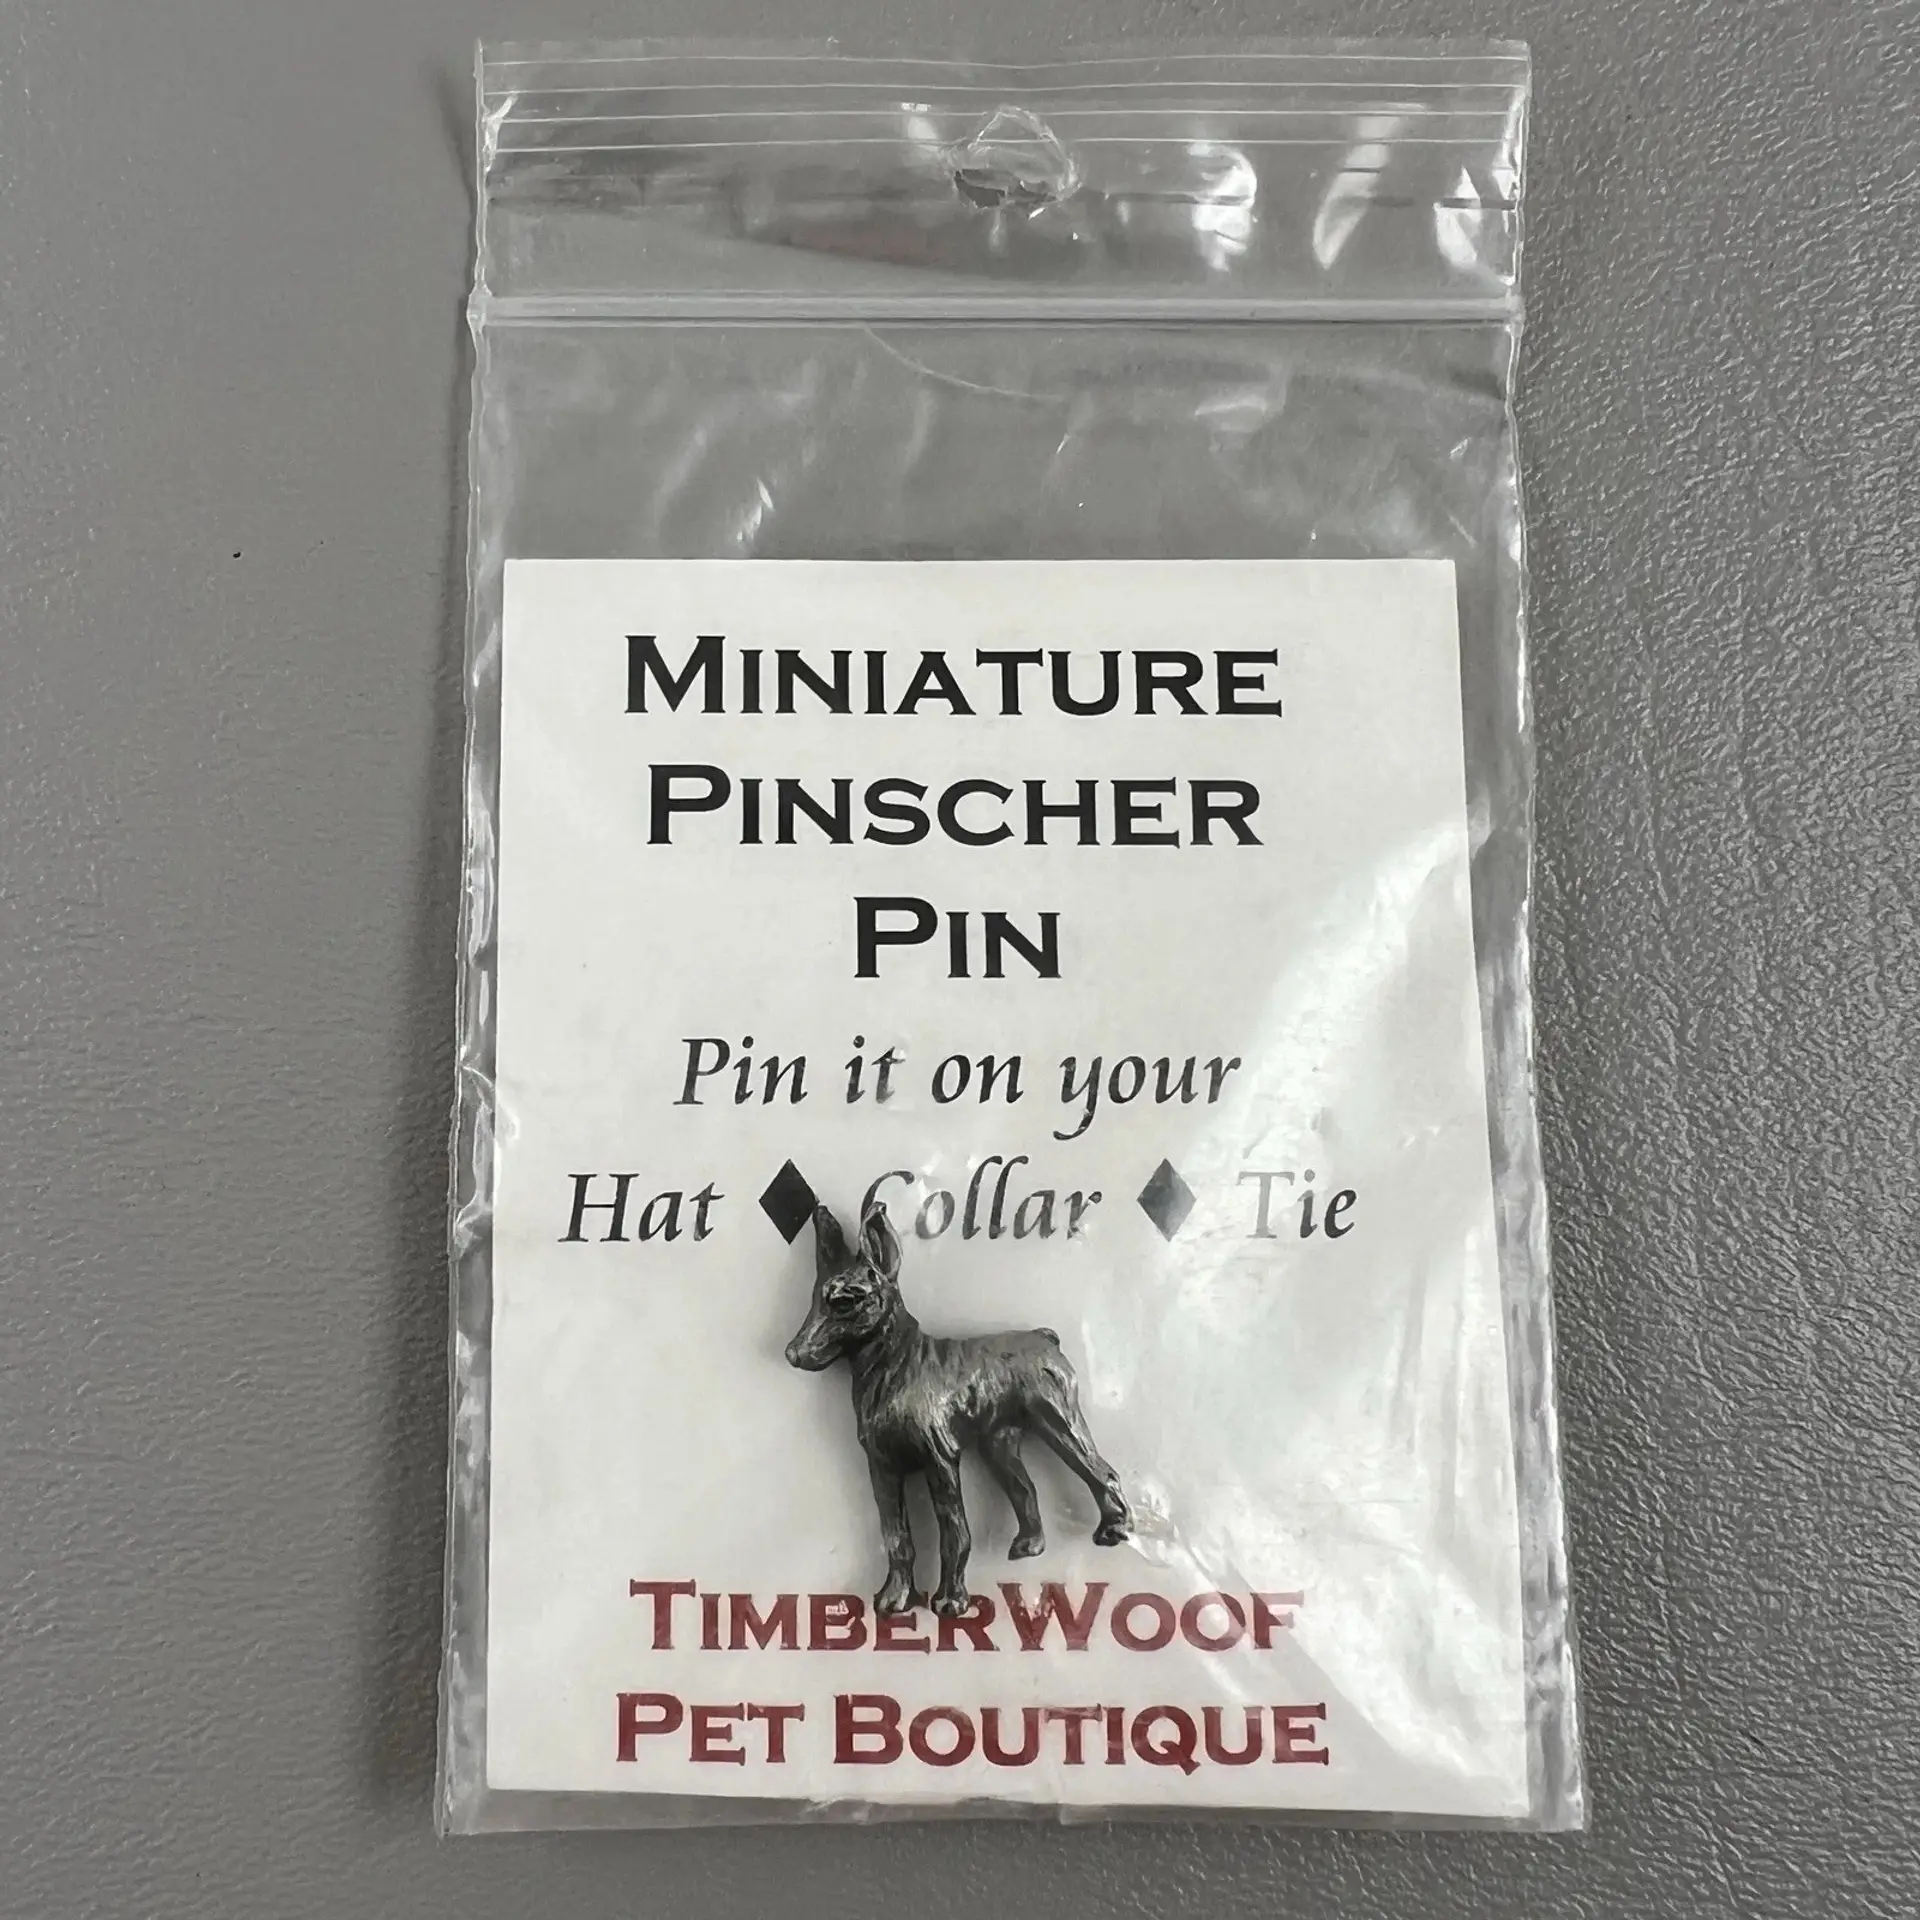 MINIATURE
PINSCHER
PIN
Pin it on your
Hat ♦ Collar ♦ Tie
TIMBERWOOF
PET BOUTIQUE